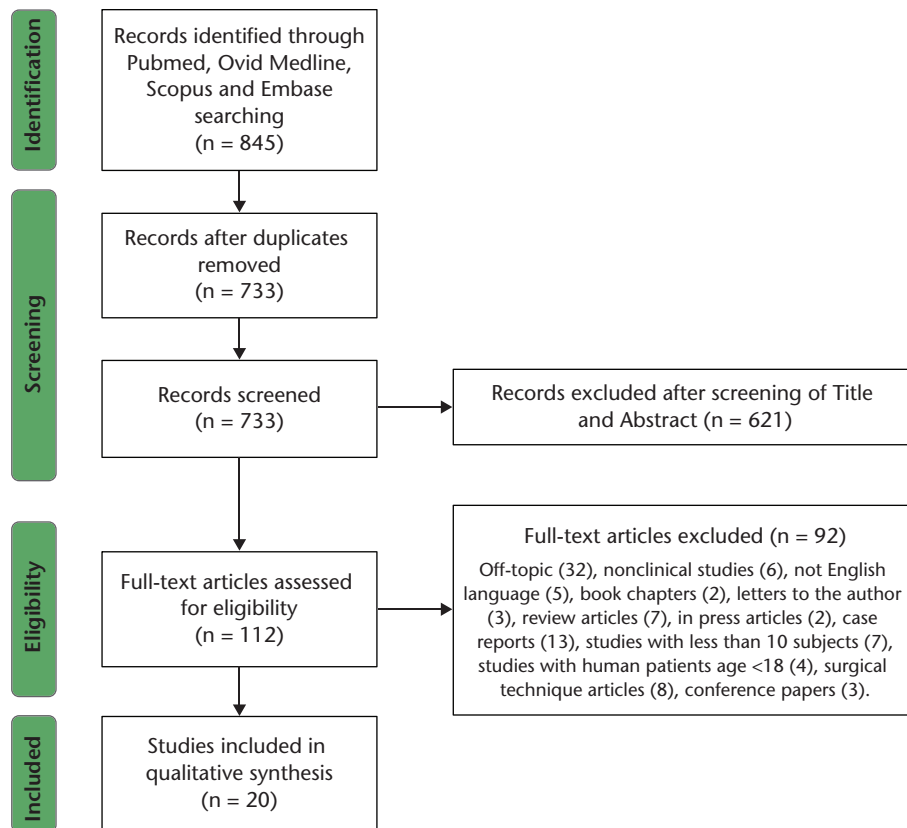 Identification
Records identified through
Pubmed, Ovid Medline,
Scopus and Embase
searching
(n = 845)
Screening
Records after duplicates
removed
(n = 733)
Records screened
(n = 733)
Records excluded after screening of Title
and Abstract (n = 621)
Eligibility
Full-text articles assessed
for eligibility
(n = 112)
Full-text articles excluded (n = 92)
Off-topic (32), nonclinical studies (6), not English
language (5), book chapters (2), letters to the author
(3), review articles (7), in press articles (2), case
reports (13), studies with less than 10 subjects (7),
studies with human patients age <18 (4), surgical
technique articles (8), conference papers (3).
Included
Studies included in
qualitative synthesis
(n = 20)